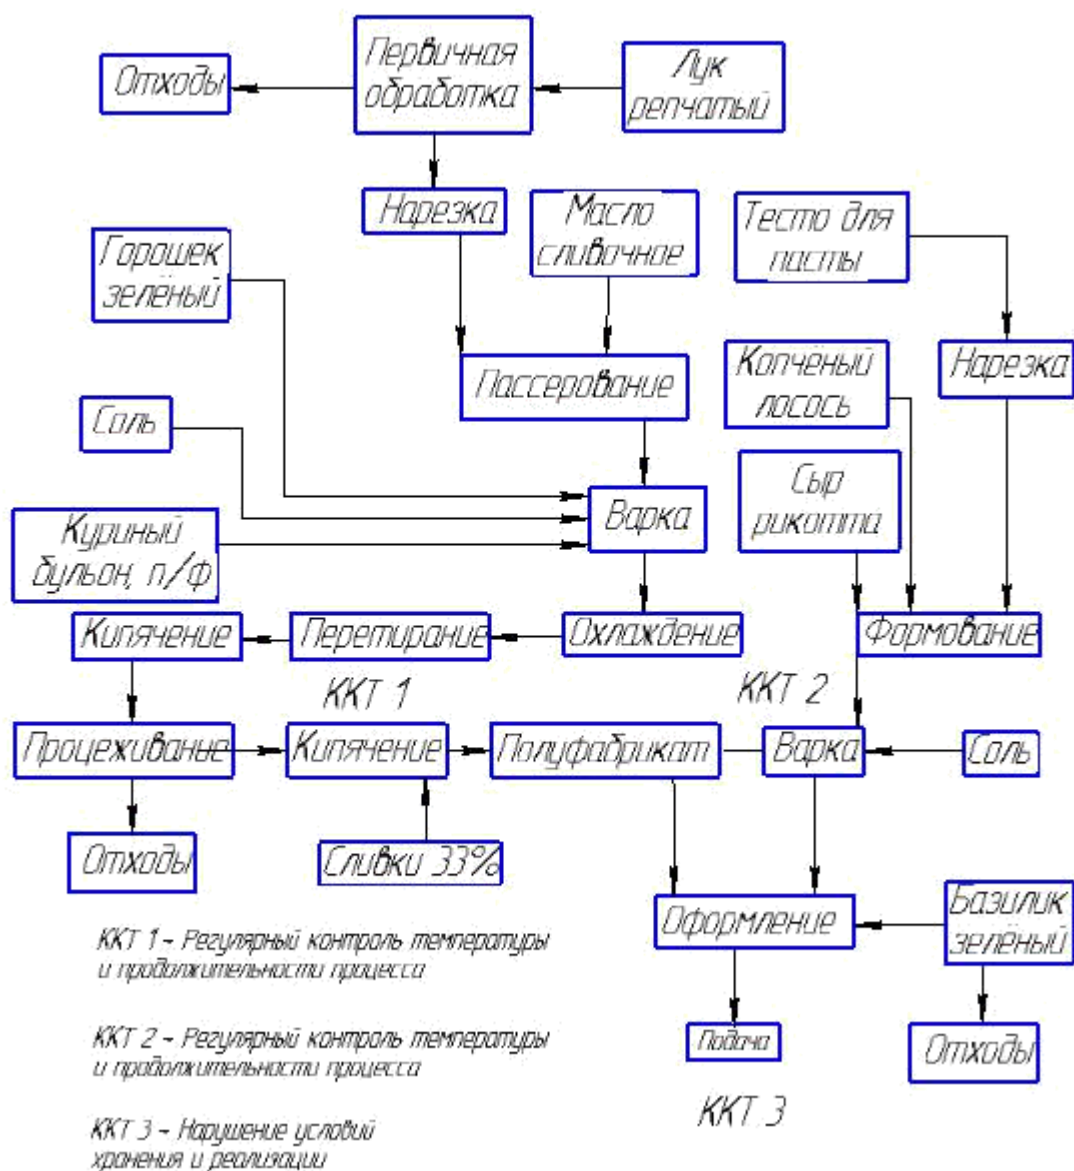 Отходы
Первичная
обработка
Лук
репчатый
Нарезка
Масло
сливочное
Тесто для
пасты
Горошек
зелёный
Пассерование
Копчёный
лосось
Нарезка
Соль
Сыр
рикотта
Варка
Куриный
бульон, п/ф
Кипячение
Перетирание
Охлаждение
Формование
ККТ 1
ККТ 2
Процеживание
Кипячение
Полуфабрикат
Варка
Соль
Отходы
Сливки 33%
Оформление
Базилик
зелёный
ККТ 1 - Регулярный контроль температуры
и продолжительности процесса
Подача
Отходы
ККТ 2 - Регулярный контроль температуры
и продолжительности процесса
ККТ 3
ККТ 3 - Нарушение условий
хранения и реализации